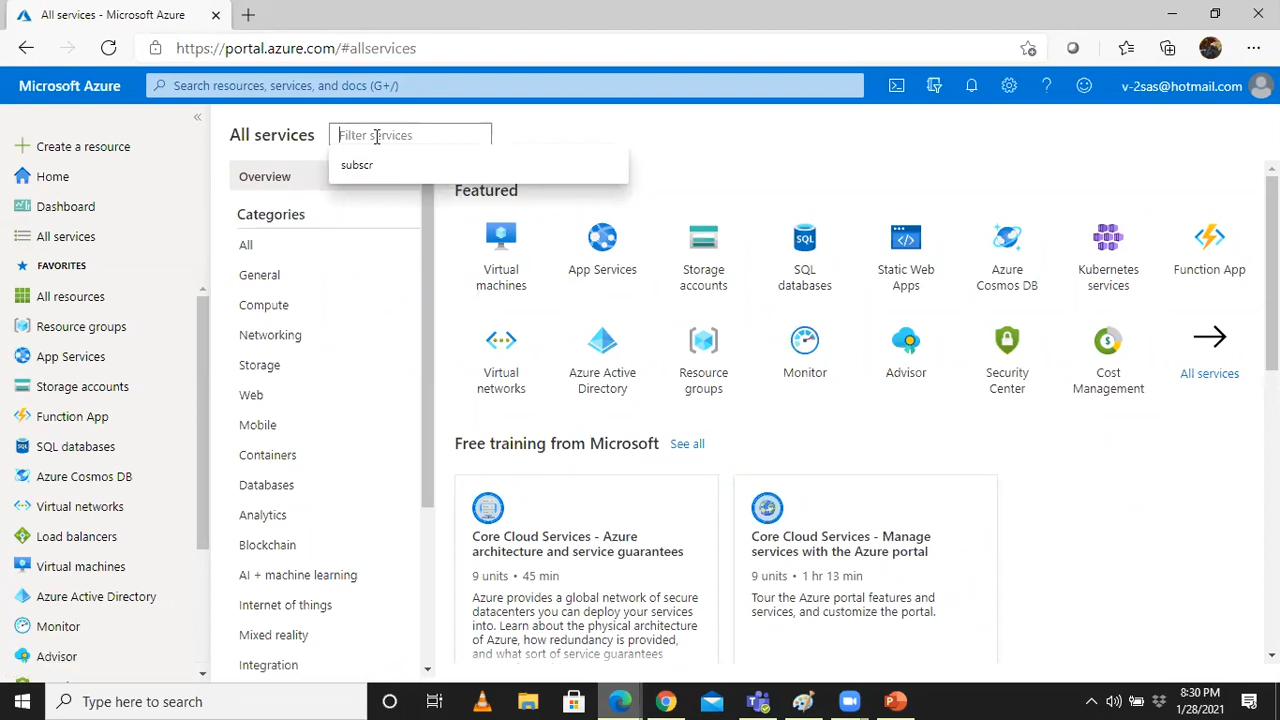 All services - Microsoft Azure
https://portal.azure.com/#allservices
Microsoft Azure
Search resources, services, and docs (G+/)
v-2sas@hotmail.com
Create a resource
Home
Dashboard
All services
FAVORITES
All resources
Resource groups
App Services
Storage accounts
Function App
SQL databases
Azure Cosmos DB
Virtual networks
Load balancers
Virtual machines
Azure Active Directory
Monitor
Advisor
All services
Filter services
subscr
Overview
Categories
All
General
Compute
Networking
Storage
Web
Mobile
Containers
Databases
Analytics
Blockchain
AI + machine learning
Internet of things
Mixed reality
Integration
Featured
Virtual
machines
App Services
Storage
accounts
SQL
databases
Static Web
Apps
Azure
Cosmos DB
Kubernetes
services
Function App
Virtual
networks
Azure Active
Directory
Resource
groups
Monitor
Advisor
Security
Center
Cost
Management
All services
Free training from Microsoft
See all
Core Cloud Services - Azure
architecture and service guarantees
9 units • 45 min
Azure provides a global network of secure
datacenters you can deploy your services
into. Learn about the physical architecture
of Azure, how redundancy is provided,
and what sort of service guarantees
Core Cloud Services - Manage
services with the Azure portal
9 units • 1 hr 13 min
Tour the Azure portal features and
services, and customize the portal.
Type here to search
8:30 PM
1/28/2021